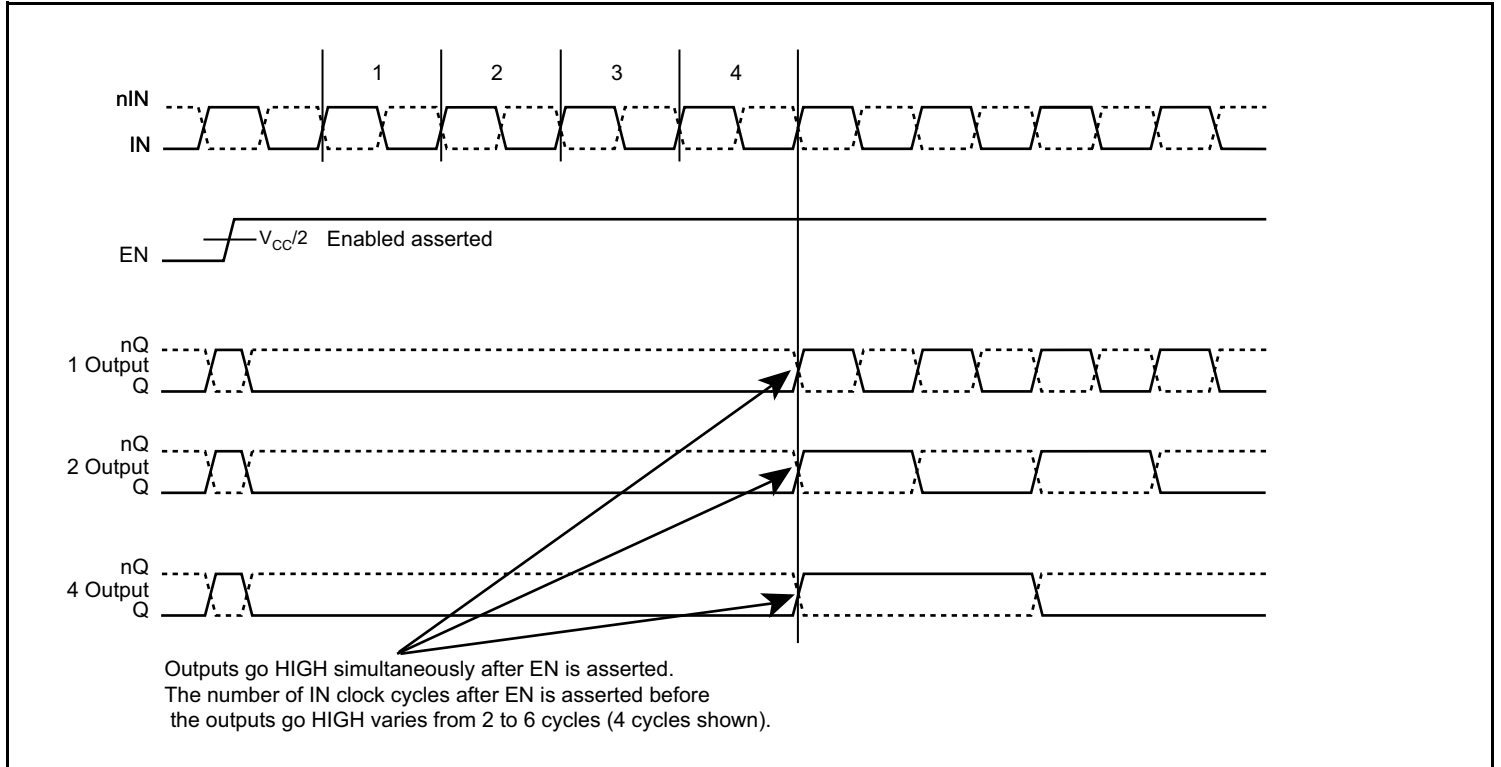 1 2 3 4
nIN
IN
V_CC/2 Enabled asserted
EN
nQ
1 Output
Q
nQ
2 Output
Q
nQ
4 Output
Q
Outputs go HIGH simultaneously after EN is asserted.
The number of IN clock cycles after EN is asserted before
the outputs go HIGH varies from 2 to 6 cycles (4 cycles shown).